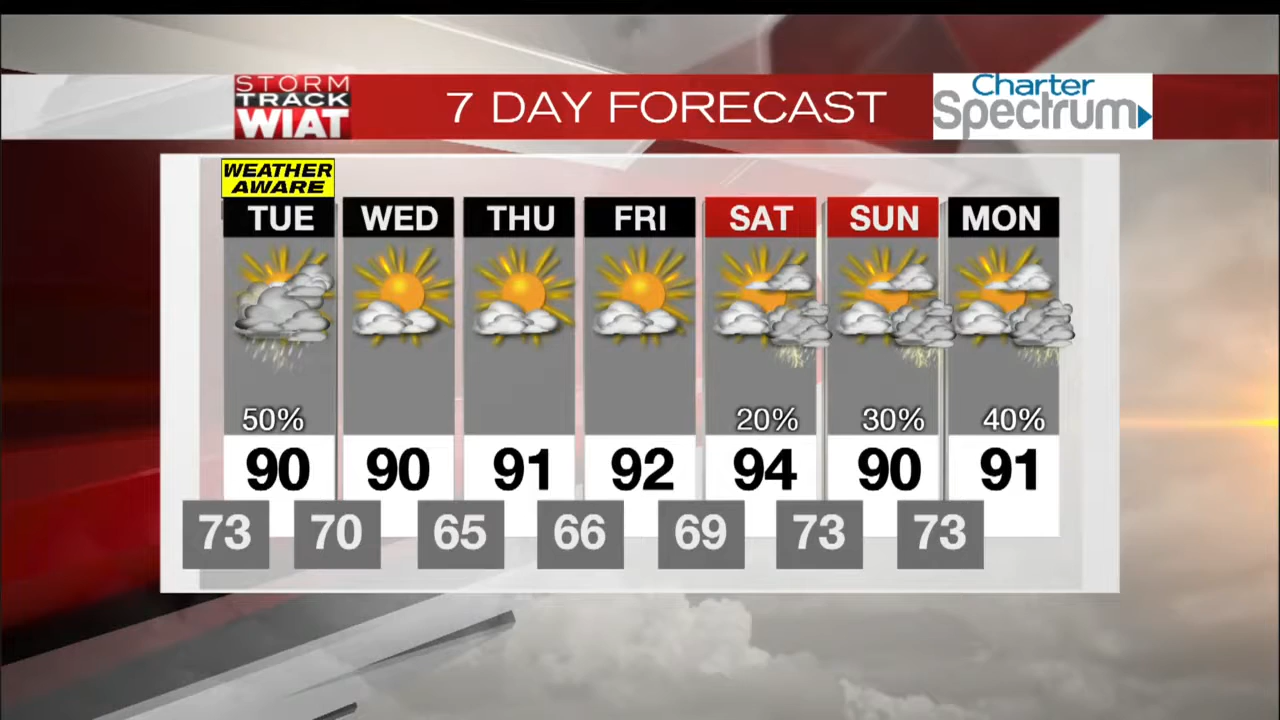 STORM
TRACK
WIAT
7 DAY FORECAST
Charter
Spectrum
WEATHER
AWARE
TUE WED THU FRI SAT SUN MON
50% 20% 30% 40%
90 90 91 92 94 90 91
73 70 65 66 69 73 73